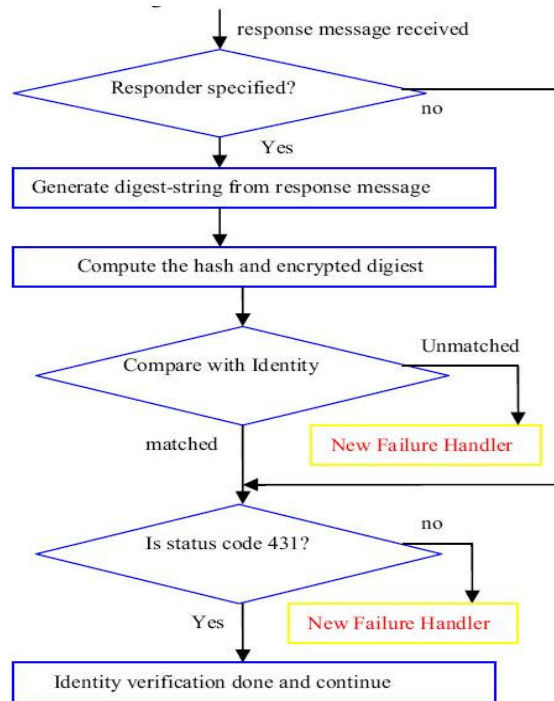 response message received
Responder specified?
no
Yes
Generate digest-string from response message
Compute the hash and encrypted digiest
Unmatched
Compare with Identity
matched
New Failure Handler
no
Is status code 431?
Yes
New Failure Handler
Identity verification done and continue